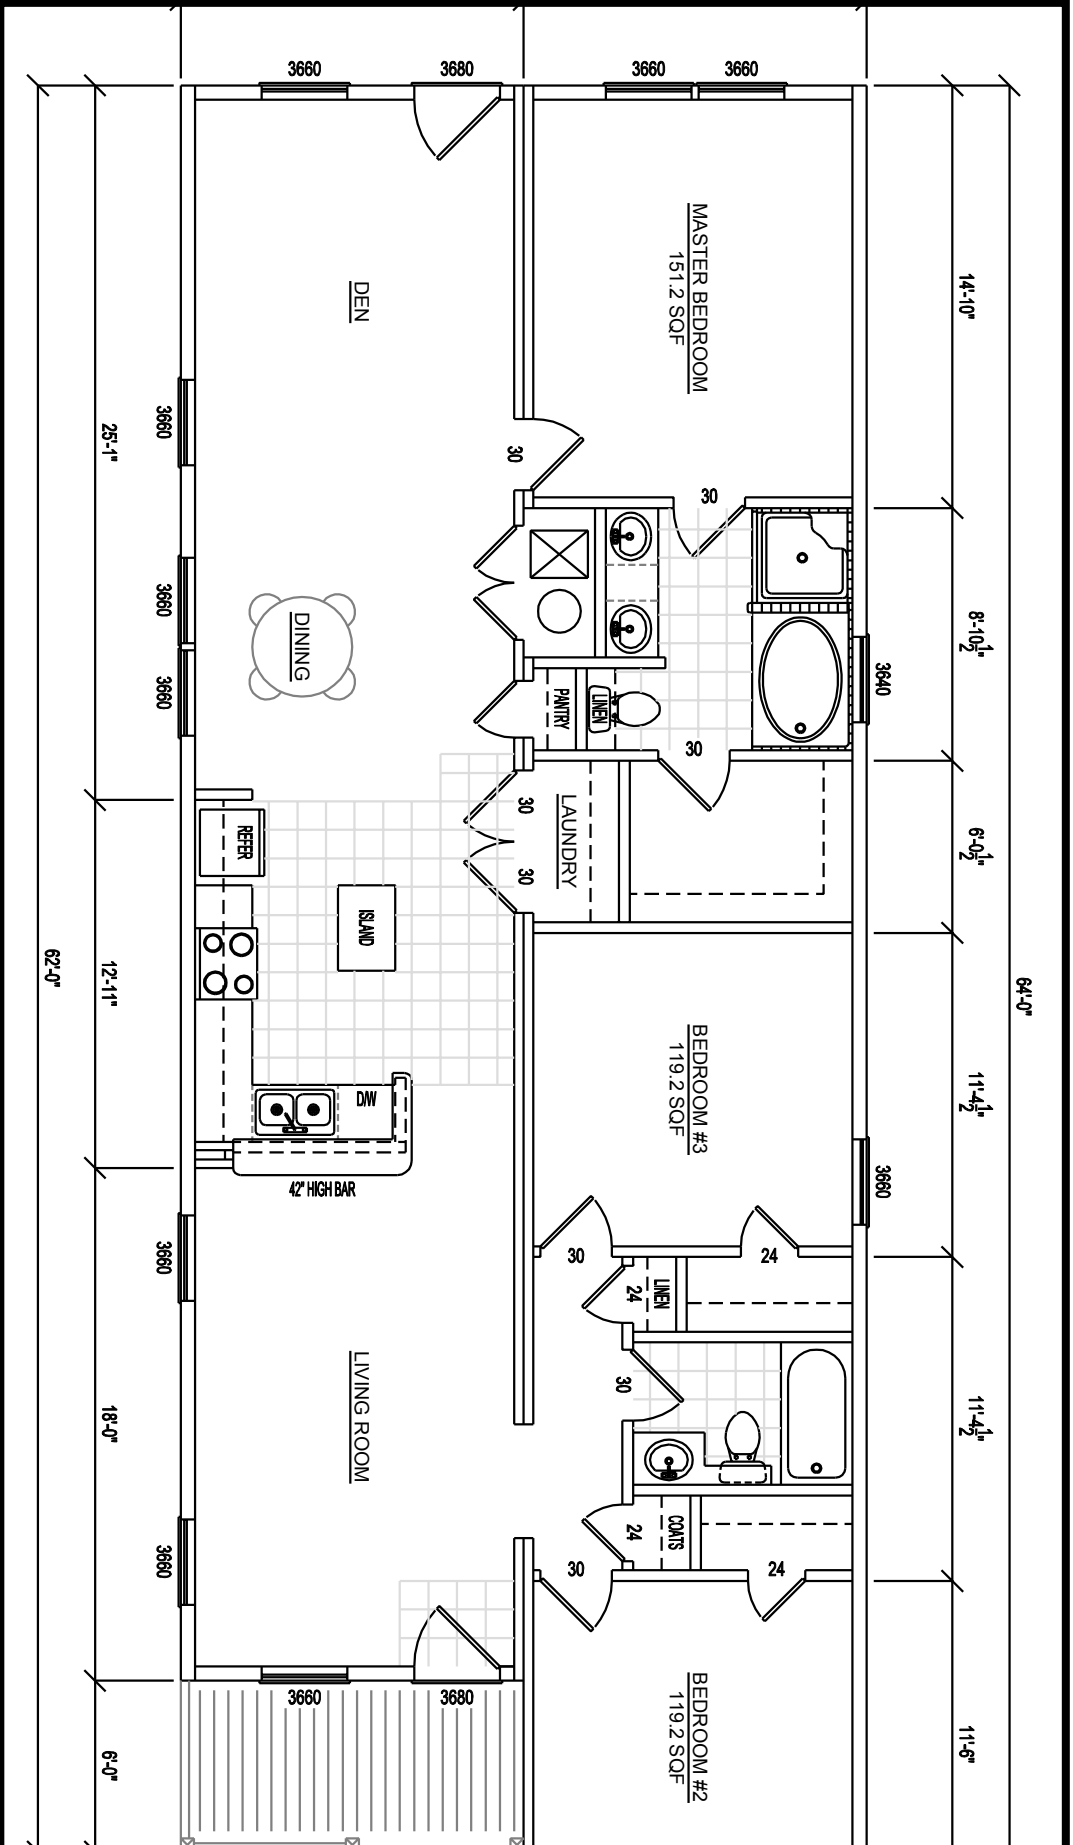 3660
3680
3660
3660
64'-0"
14'-10"
8'-10 1/2"
6'-0 1/2"
11'-4 1/2"
11'-4 1/2"
11'-6"
3640
3660
MASTER BEDROOM
151.2 SQF
30
30
30
LINEN
PANTRY
LAUNDRY
30
30
BEDROOM #3
119.2 SQF
30
24
LINEN
24
30
COATS
24
30
24
BEDROOM #2
119.2 SQF
DEN
DINING
REFER
ISLAND
D/W
42" HIGH BAR
LIVING ROOM
3660
3680
3660
3660
3660
3660
3660
25'-1"
12'-11"
18'-0"
6'-0"
62'-0"